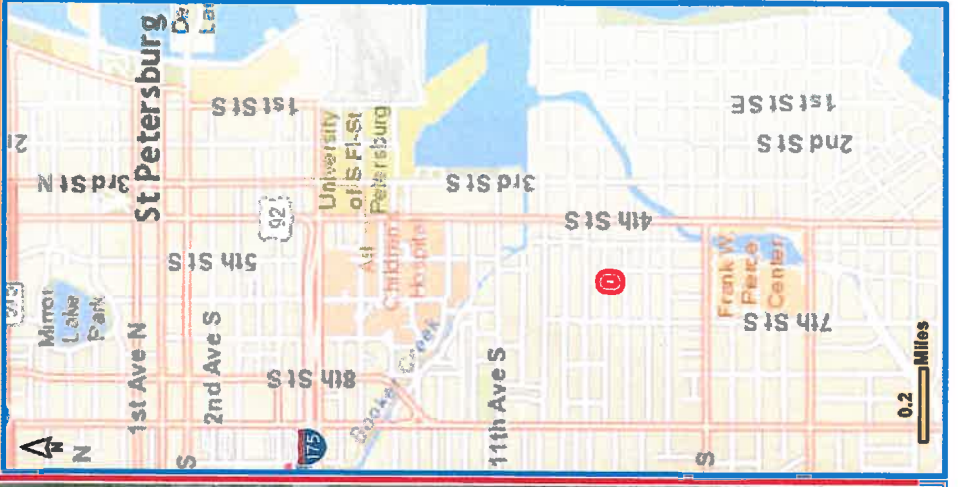 N
N
S
St Petersburg
Mirror
Lake
Park
1st Ave N
2nd Ave S
3rd St N
1st St S
5th St S
92
8th St S
175
University
of S Fl-St
Petersburg
All
Children
Hospital
Booker Creek
3rd St S
11th Ave S
4th St S
Frank W.
Pierce
Center
7th St S
1st St SE
2nd St S
S
0.2
Miles